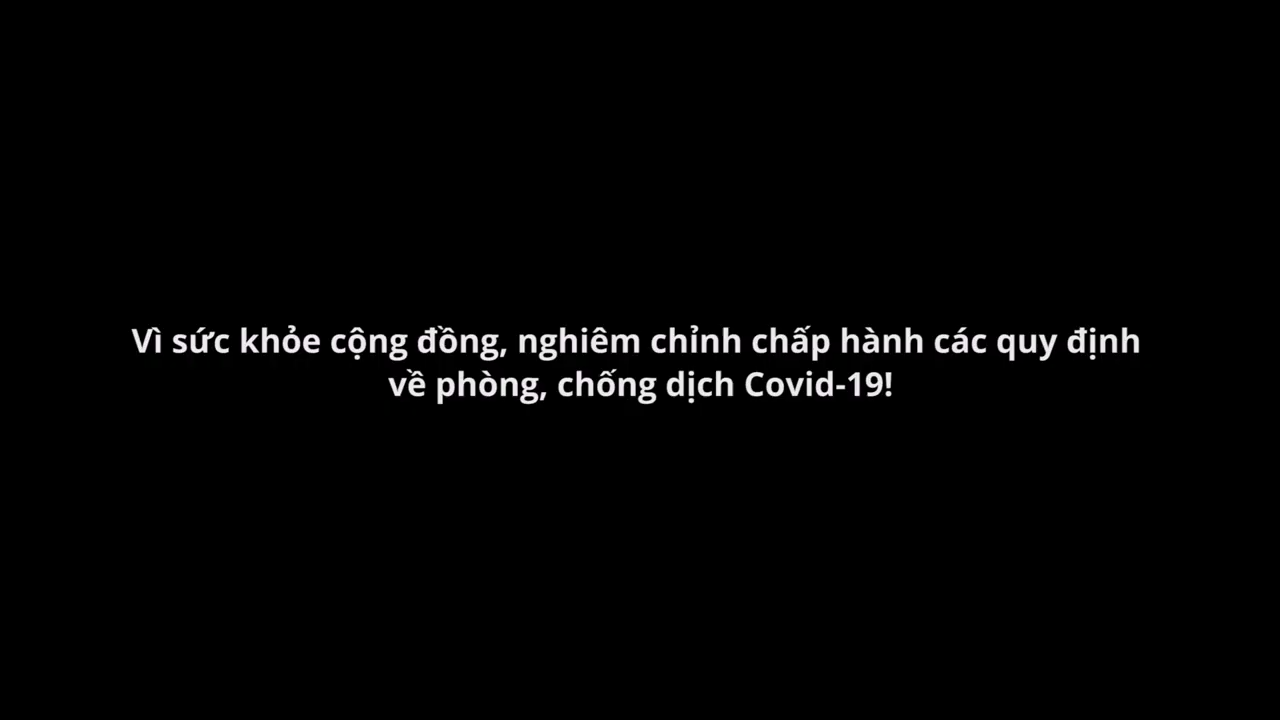 Vì sức khỏe cộng đồng, nghiêm chỉnh chấp hành các quy định
về phòng, chống dịch Covid-19!